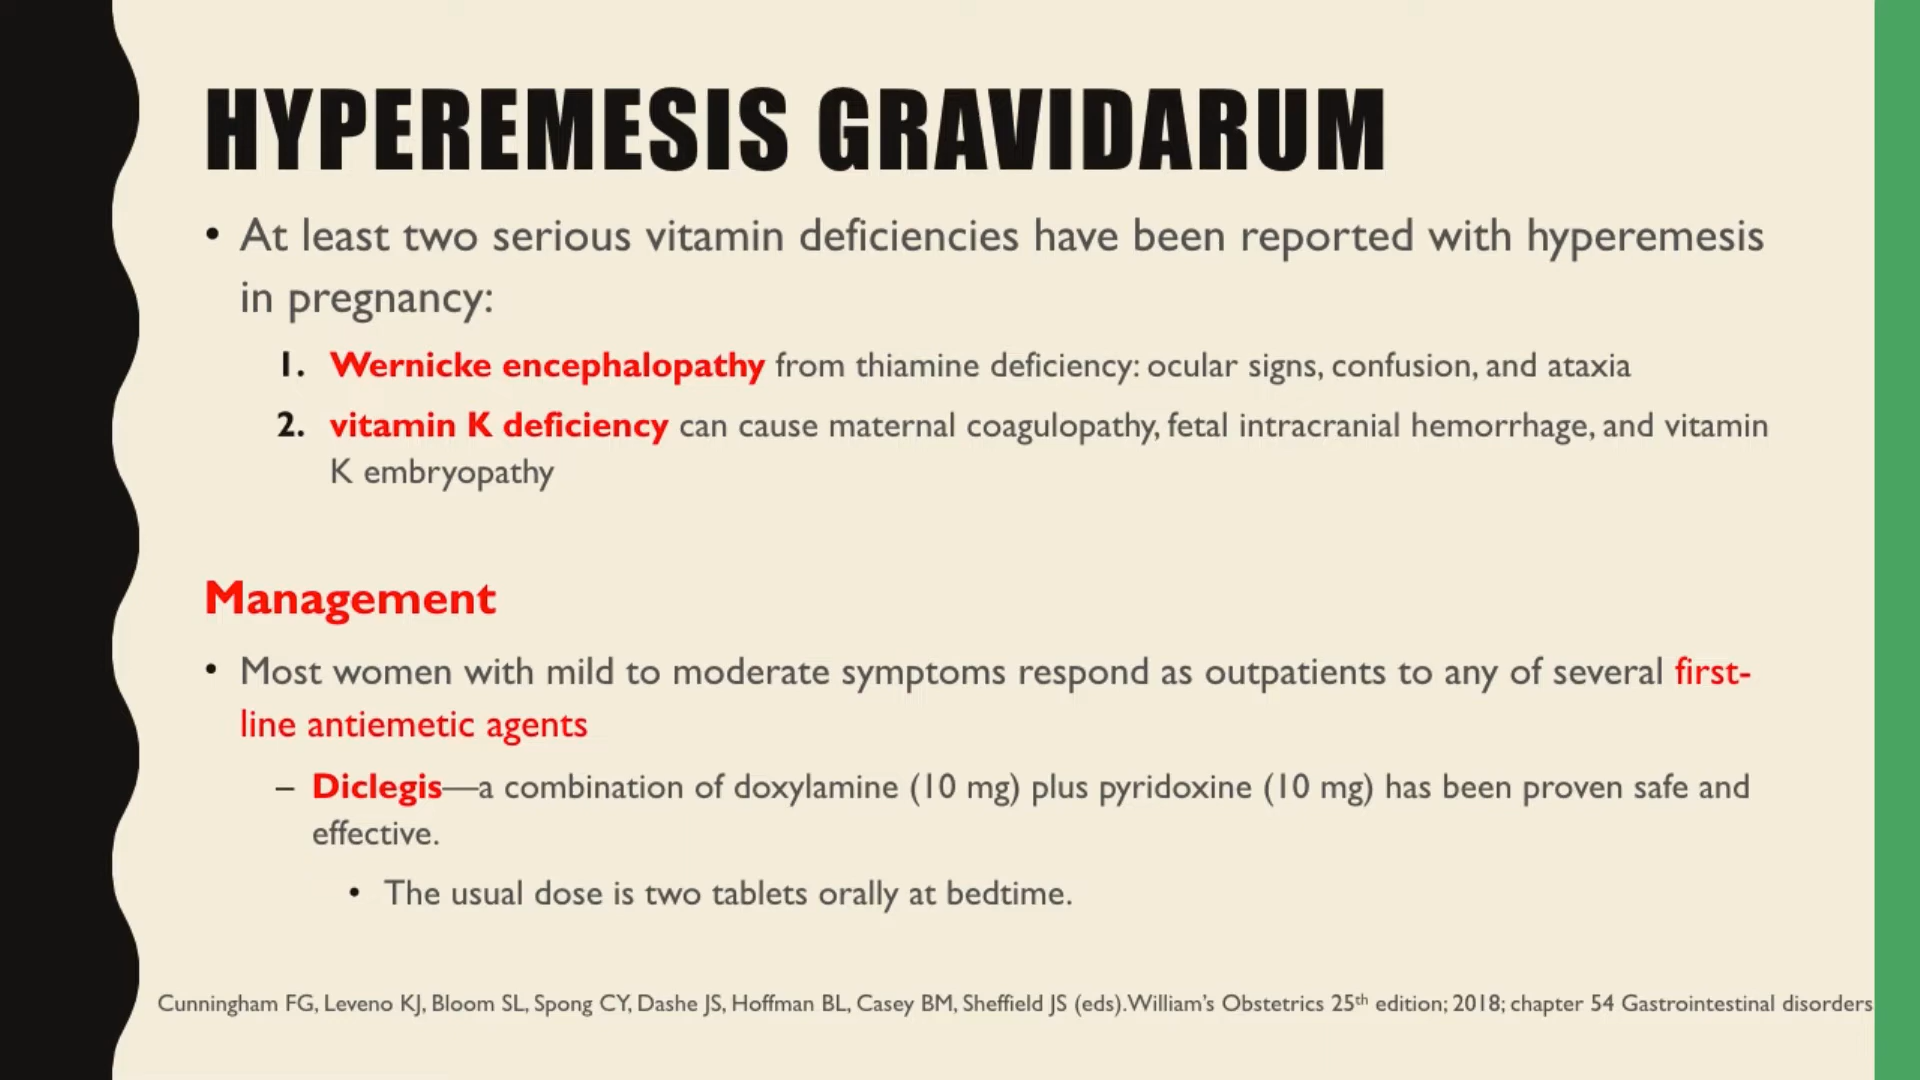 HYPEREMESIS GRAVIDARUM
• At least two serious vitamin deficiencies have been reported with hyperemesis
in pregnancy:
1. Wernicke encephalopathy from thiamine deficiency: ocular signs, confusion, and ataxia
2. vitamin K deficiency can cause maternal coagulopathy, fetal intracranial hemorrhage, and vitamin
K embryopathy
Management
• Most women with mild to moderate symptoms respond as outpatients to any of several first-
line antiemetic agents
– Diclegis—a combination of doxylamine (10 mg) plus pyridoxine (10 mg) has been proven safe and
effective.
• The usual dose is two tablets orally at bedtime.
Cunningham FG, Leveno KJ, Bloom SL, Spong CY, Dashe JS, Hoffman BL, Casey BM, Sheffield JS (eds).William's Obstetrics 25th edition; 2018; chapter 54 Gastrointestinal disorders